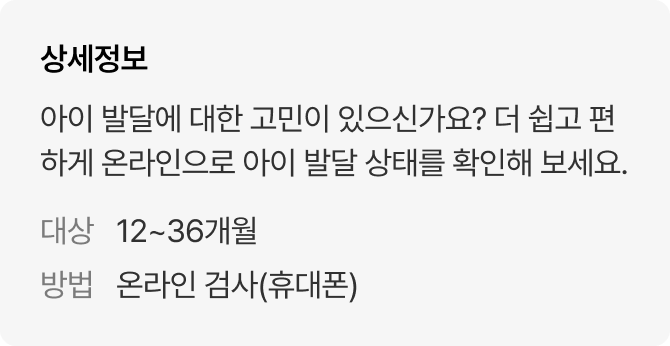 상세정보
아이 발달에 대한 고민이 있으신가요? 더 쉽고 편
하게 온라인으로 아이 발달 상태를 확인해 보세요.
대상 12~36개월
방법 온라인 검사(휴대폰)